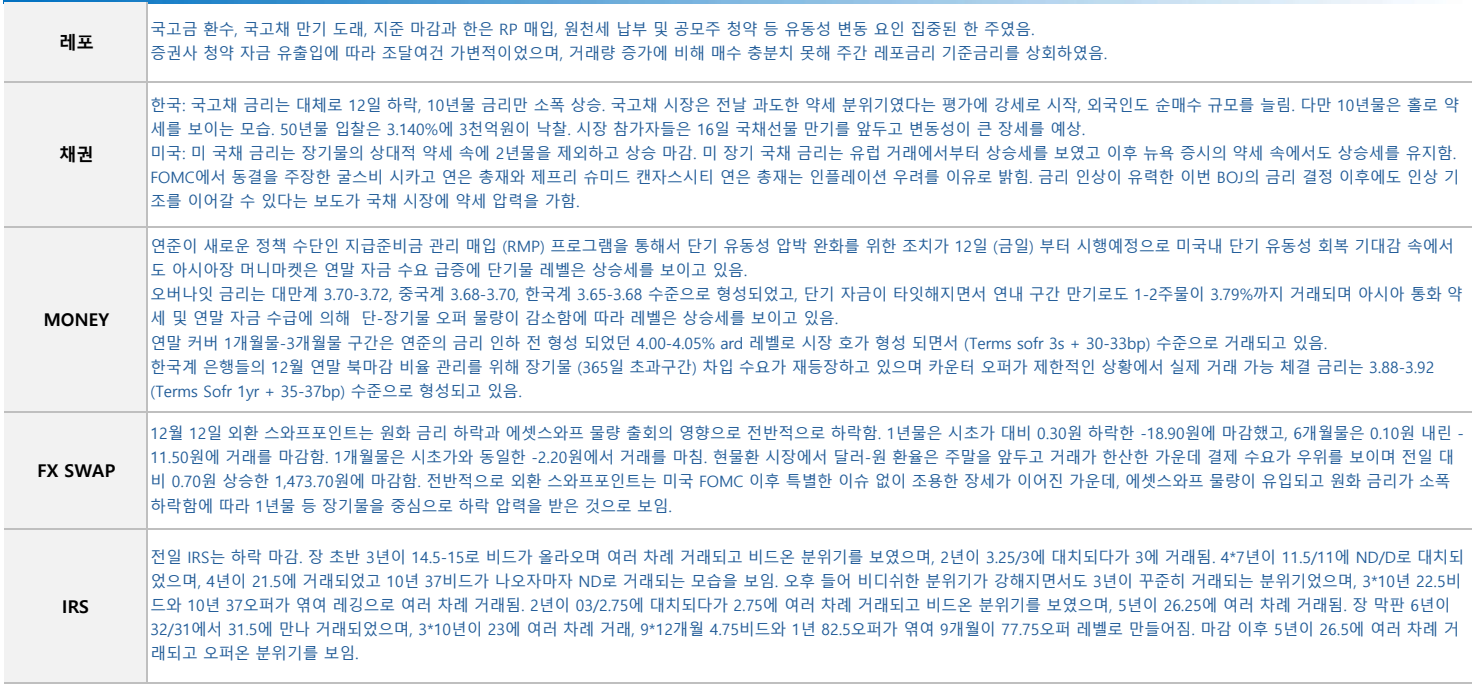 레포
국고금 환수, 국고채 만기 도래, 지준 마감과 한은 RP 매입, 원천세 납부 및 공모주 청약 등 유동성 변동 요인 집중된 한 주였음.
증권사 청약 자금 유출입에 따라 조달여건 가변적이었으며, 거래량 증가에 비해 매수 충분치 못해 주간 레포금리 기준금리를 상회하였음.
채권
한국: 국고채 금리는 대체로 12일 하락, 10년물 금리만 소폭 상승. 국고채 시장은 전날 과도한 약세 분위기였다는 평가에 강세로 시작, 외국인도 순매수 규모를 늘림. 다만 10년물은 홀로 약
세를 보이는 모습. 50년물 입찰은 3.140%에 3천억원이 낙찰. 시장 참가자들은 16일 국채선물 만기를 앞두고 변동성이 큰 장세를 예상.
미국: 미 국채 금리는 장기물의 상대적 약세 속에 2년물을 제외하고 상승 마감. 미 장기 국채 금리는 유럽 거래에서부터 상승세를 보였고 이후 뉴욕 증시의 약세 속에서도 상승세를 유지함.
FOMC에서 동결을 주장한 굴스비 시카고 연은 총재와 제프리 슈미드 캔자스시티 연은 총재는 인플레이션 우려를 이유로 밝힘. 금리 인상이 유력한 이번 BOJ의 금리 결정 이후에도 인상 기
조를 이어갈 수 있다는 보도가 국채 시장에 약세 압력을 가함.
MONEY
연준이 새로운 정책 수단인 지급준비금 관리 매입 (RMP) 프로그램을 통해서 단기 유동성 압박 완화를 위한 조치가 12일 (금일) 부터 시행예정으로 미국내 단기 유동성 회복 기대감 속에서
도 아시아장 머니마켓은 연말 자금 수요 급증에 단기물 레벨은 상승세를 보이고 있음.
오버나잇 금리는 대만계 3.70-3.72, 중국계 3.68-3.70, 한국계 3.65-3.68 수준으로 형성되었고, 단기 자금이 타잇해지면서 연내 구간 만기로도 1-2주물이 3.79%까지 거래되며 아시아 통화 약
세 및 연말 자금 수급에 의해  단-장기물 오퍼 물량이 감소함에 따라 레벨은 상승세를 보이고 있음.
연말 커버 1개월물-3개월물 구간은 연준의 금리 인하 전 형성 되었던 4.00-4.05% ard 레벨로 시장 호가 형성 되면서 (Terms sofr 3s + 30-33bp) 수준으로 거래되고 있음.
한국계 은행들의 12월 연말 북마감 비율 관리를 위해 장기물 (365일 초과구간) 차입 수요가 재등장하고 있으며 카운터 오퍼가 제한적인 상황에서 실제 거래 가능 체결 금리는 3.88-3.92
(Terms Sofr 1yr + 35-37bp) 수준으로 형성되고 있음.
FX SWAP
12월 12일 외환 스와프포인트는 원화 금리 하락과 에셋스와프 물량 출회의 영향으로 전반적으로 하락함. 1년물은 시초가 대비 0.30원 하락한 -18.90원에 마감했고, 6개월물은 0.10원 내린 -
11.50원에 거래를 마감함. 1개월물은 시초가와 동일한 -2.20원에서 거래를 마침. 현물환 시장에서 달러-원 환율은 주말을 앞두고 거래가 한산한 가운데 결제 수요가 우위를 보이며 전일 대
비 0.70원 상승한 1,473.70원에 마감함. 전반적으로 외환 스와프포인트는 미국 FOMC 이후 특별한 이슈 없이 조용한 장세가 이어진 가운데, 에셋스와프 물량이 유입되고 원화 금리가 소폭
하락함에 따라 1년물 등 장기물을 중심으로 하락 압력을 받은 것으로 보임.
IRS
전일 IRS는 하락 마감. 장 초반 3년이 14.5-15로 비드가 올라오며 여러 차례 거래되고 비드온 분위기를 보였으며, 2년이 3.25/3에 대치되다가 3에 거래됨. 4*7년이 11.5/11에 ND/D로 대치되
었으며, 4년이 21.5에 거래되었고 10년 37비드가 나오자마자 ND로 거래되는 모습을 보임. 오후 들어 비디쉬한 분위기가 강해지면서도 3년이 꾸준히 거래되는 분위기었으며, 3*10년 22.5비
드와 10년 37오퍼가 엮여 레깅으로 여러 차례 거래됨. 2년이 03/2.75에 대치되다가 2.75에 여러 차례 거래되고 비드온 분위기를 보였으며, 5년이 26.25에 여러 차례 거래됨. 장 막판 6년이
32/31에서 31.5에 만나 거래되었으며, 3*10년이 23에 여러 차례 거래, 9*12개월 4.75비드와 1년 82.5오퍼가 엮여 9개월이 77.75오퍼 레벨로 만들어짐. 마감 이후 5년이 26.5에 여러 차례 거
래되고 오퍼온 분위기를 보임.